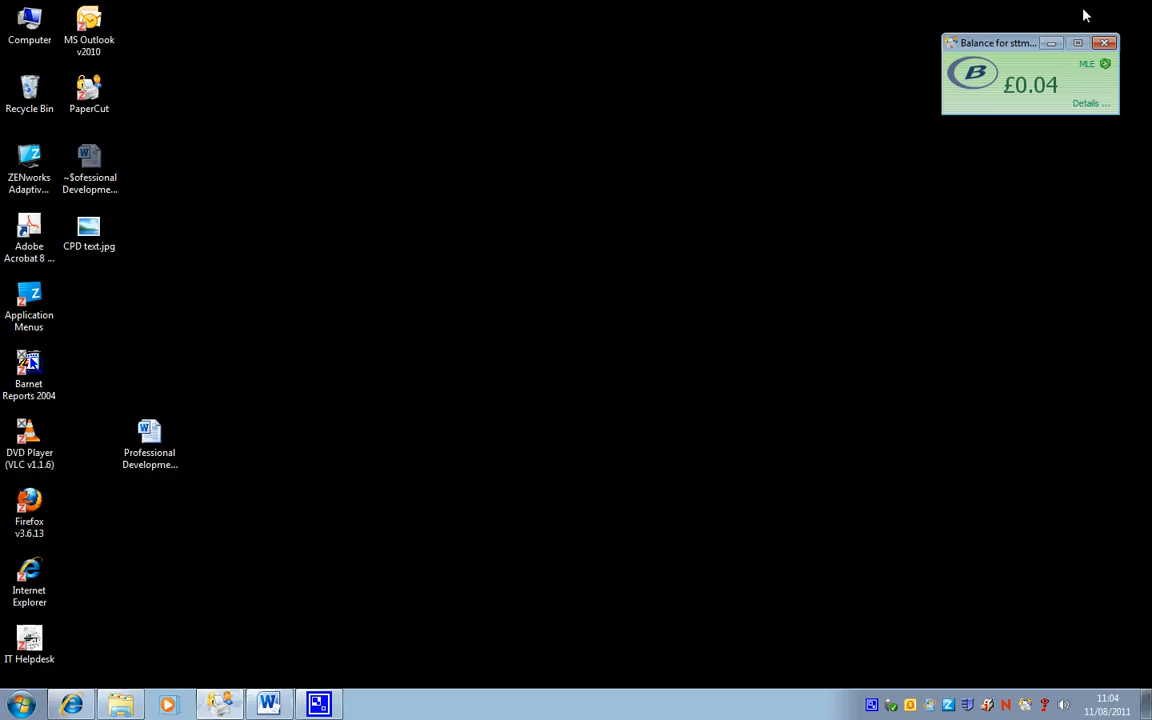 Computer
MS Outlook
v2010
Balance for sttm...
B
£0.04
MLE
Details ...
Recycle Bin
PaperCut
ZENworks
Adaptiv...
~$ofessional
Developme...
Adobe
Acrobat 8 ...
CPD text.jpg
Application
Menus
Barnet
Reports 2004
DVD Player
(VLC v1.1.6)
Professional
Developme...
Firefox
v3.6.13
Internet
Explorer
IT Helpdesk
11:04
11/08/2011